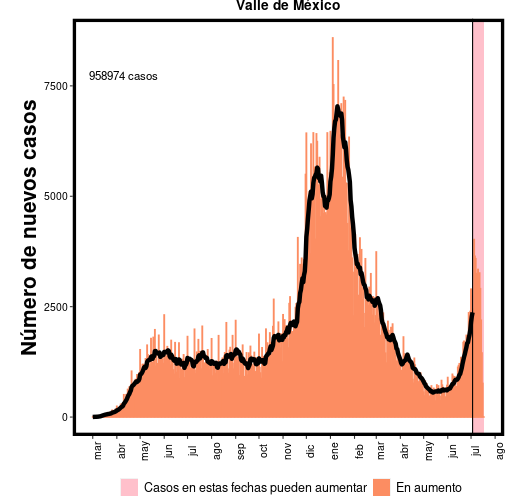 Valle de México
958974 casos
Número de nuevos casos
7500
5000
2500
0
mar abr may jun jul ago sep oct nov dic ene feb mar abr may jun jul ago
Casos en estas fechas pueden aumentar En aumento